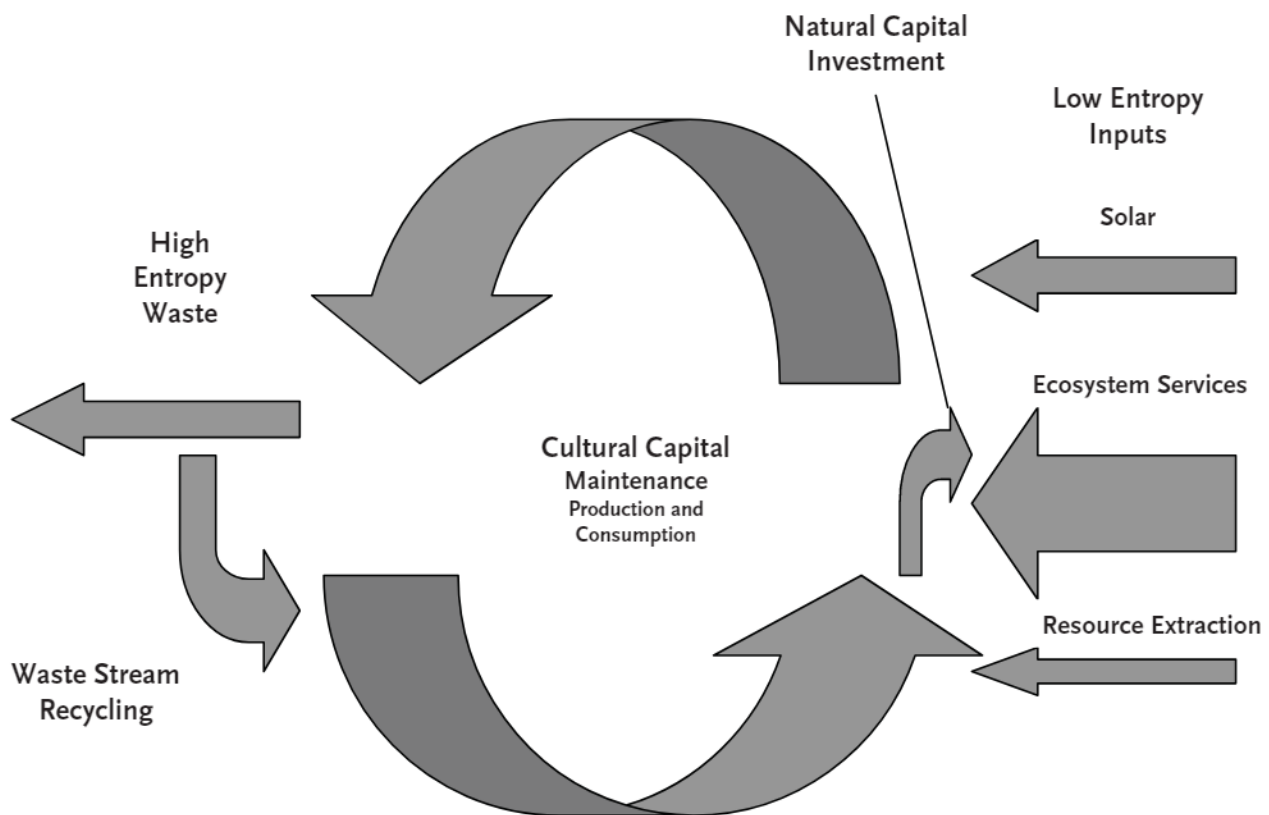 Natural Capital
Investment
Low Entropy
Inputs
Solar
High
Entropy
Waste
Ecosystem Services
Cultural Capital
Maintenance
Production and
Consumption
Resource Extraction
Waste Stream
Recycling